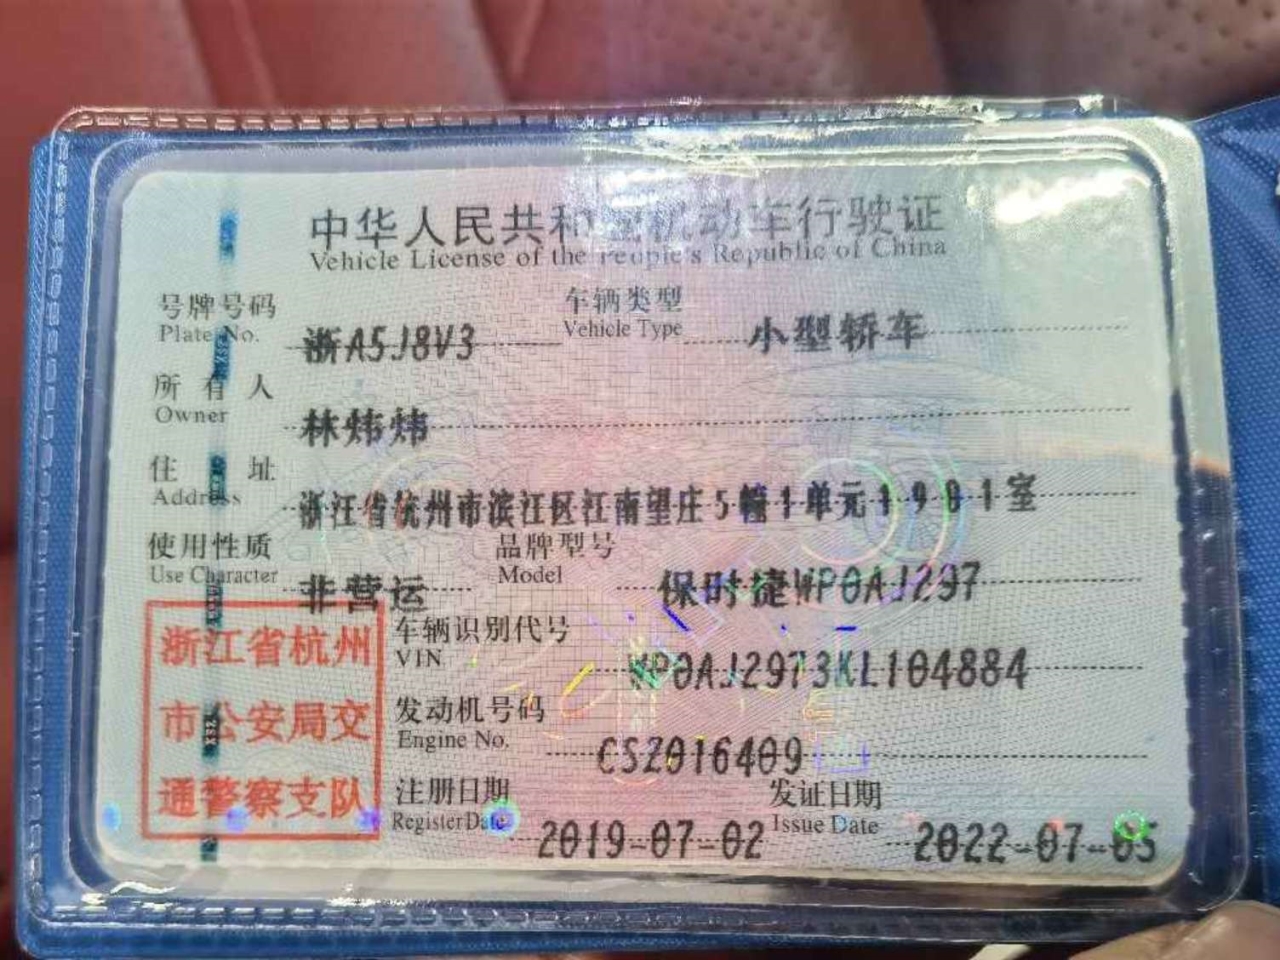 中华人民共和国机动车行驶证
Vehicle License of the People's Republic of China
号牌号码 浙A5J8V3 车辆类型 小型轿车
Plate No. Vehicle Type
所有人 林炜炜
Owner
住址 浙江省杭州市滨江区江南望庄5幢1单元1901室
Address
使用性质 非营运 品牌型号 保时捷WP0AJ297
Use Character Model
浙江省杭州
市公安局交
通警察支队
车辆识别代号 WP0AJ2973KL104884
VIN
发动机号码 CSZ016409
Engine No.
注册日期 2019-07-02 发证日期 2022-07-05
Register Date Issue Date